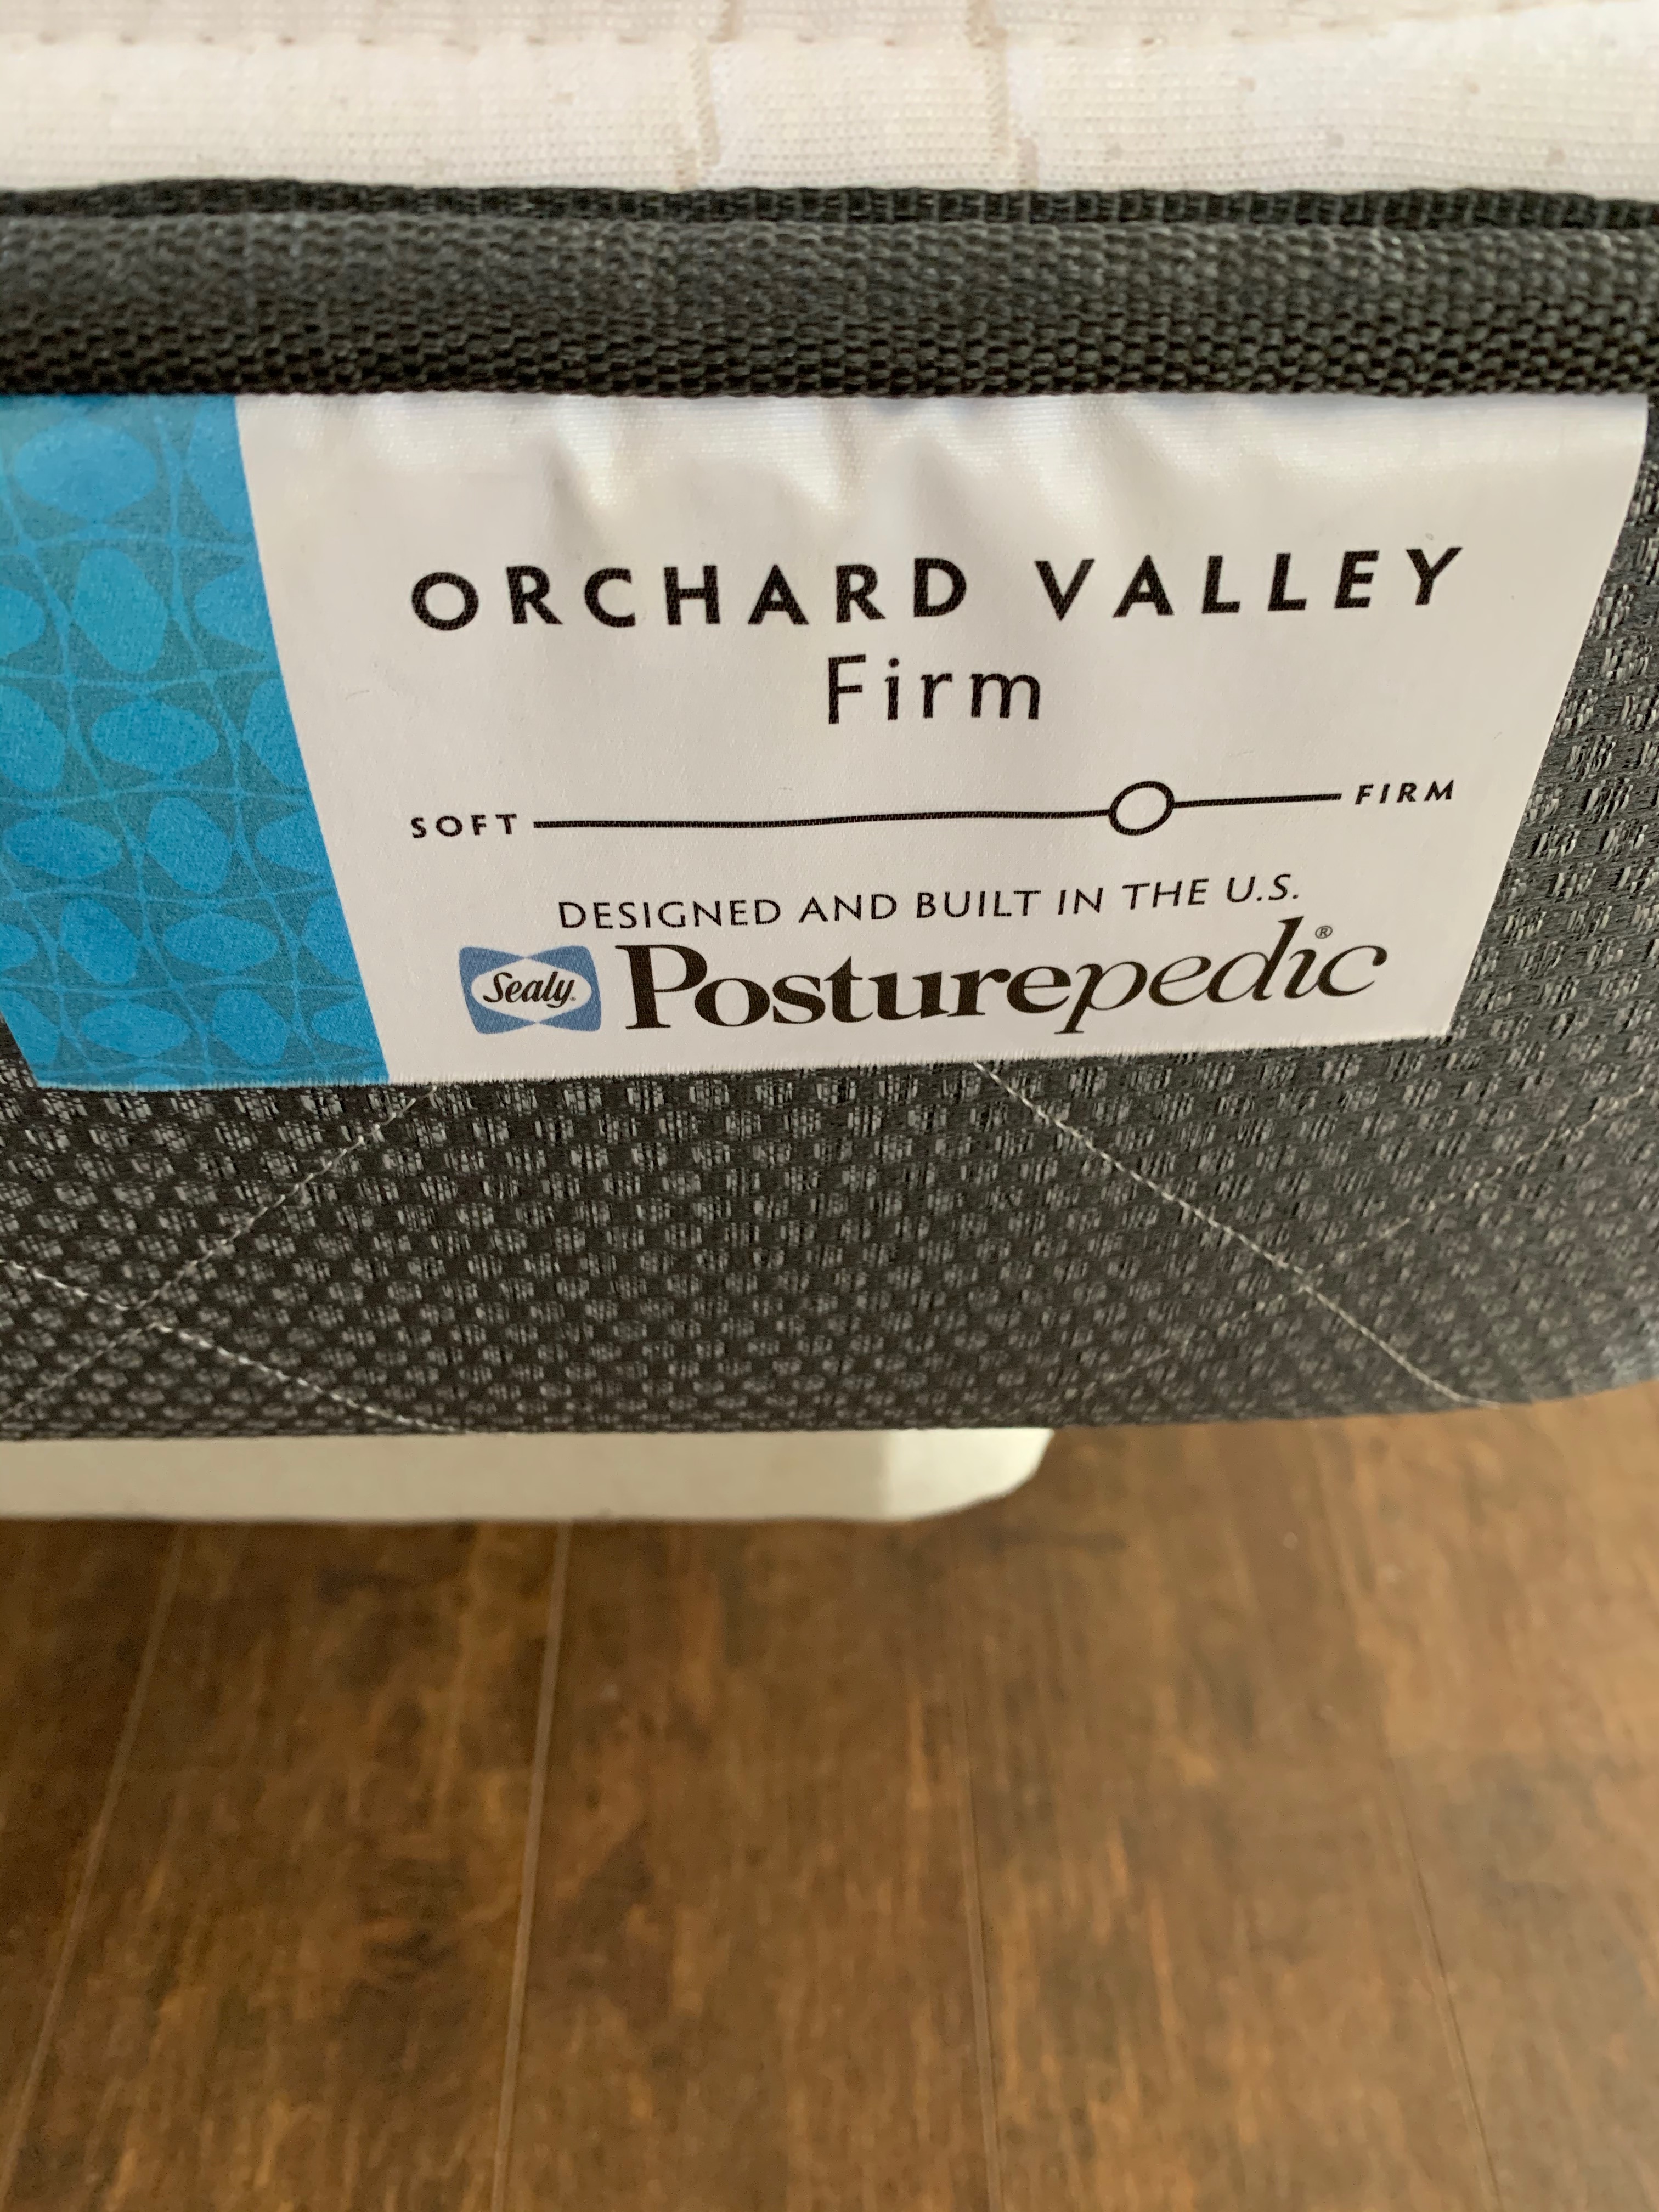 ORCHARD VALLEY
Firm
SOFT FIRM
DESIGNED AND BUILT IN THE U.S.
Sealy® Posturepedic®